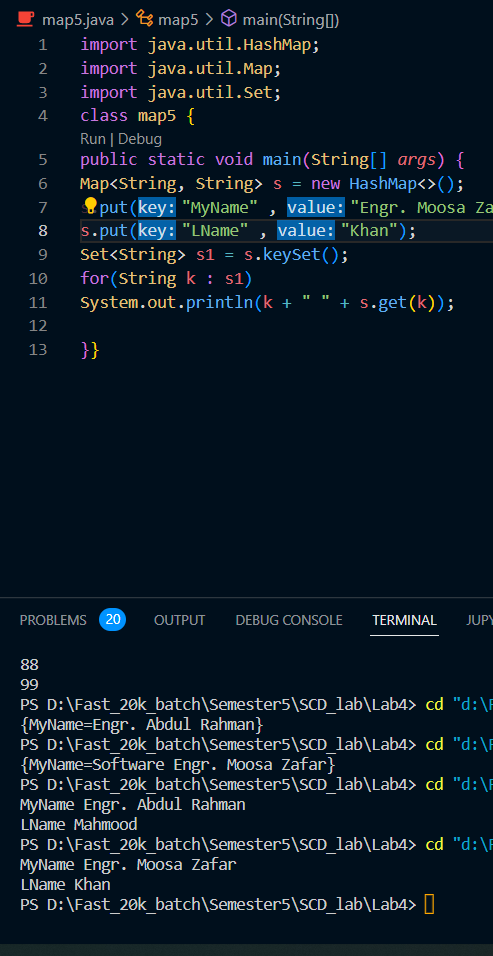 map5.java > map5 > main(String[])
1 import java.util.HashMap;
2 import java.util.Map;
3 import java.util.Set;
4 class map5 {
Run | Debug
5 public static void main(String[] args) {
6 Map<String, String> s = new HashMap<>();
7 put(key: "MyName" , value: "Engr. Moosa Za
8 s.put(key: "LName" , value: "Khan");
9 Set<String> s1 = s.keySet();
10 for(String k : s1)
11 System.out.println(k + " " + s.get(k));
12
13 }}
PROBLEMS 20 OUTPUT DEBUG CONSOLE TERMINAL JUPY
88
99
PS D:\Fast_20k_batch\Semester5\SCD_lab\Lab4> cd "d:\F
{MyName=Engr. Abdul Rahman}
PS D:\Fast_20k_batch\Semester5\SCD_lab\Lab4> cd "d:\F
{MyName=Software Engr. Moosa Zafar}
PS D:\Fast_20k_batch\Semester5\SCD_lab\Lab4> cd "d:\F
MyName Engr. Abdul Rahman
LName Mahmood
PS D:\Fast_20k_batch\Semester5\SCD_lab\Lab4> cd "d:\F
MyName Engr. Moosa Zafar
LName Khan
PS D:\Fast_20k_batch\Semester5\SCD_lab\Lab4>